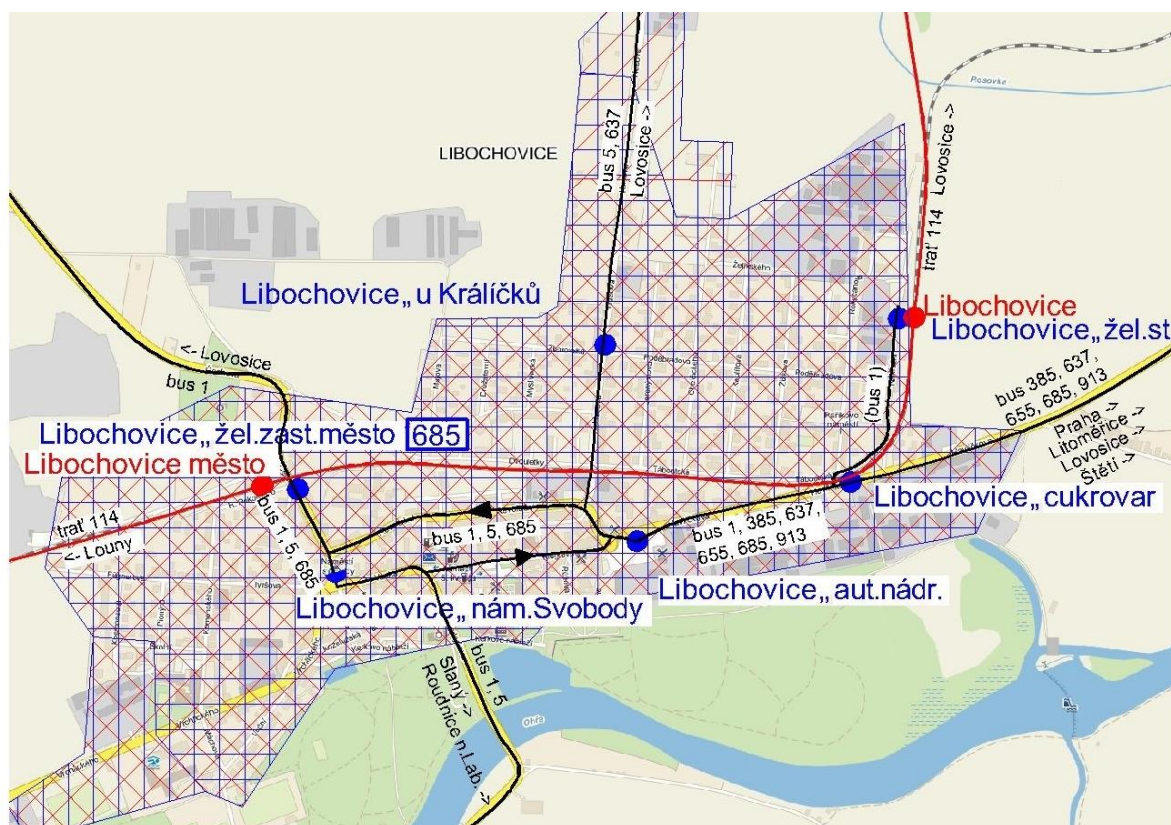 Rosovka
LIBOCHOVICE
bus 5, 637
Lovosice ->
trať 114 Lovosice ->
Libochovice„ u Králíčků
Libochovice
Libochovice„ žel.st
<- Lovosice
bus 1
(bus 1)
bus 385, 637,
655, 685, 913
Praha ->
Litoměřice ->
Lovosice ->
Štětí ->
Libochovice„ žel.zast.město 685
Libochovice město
Libochovice„ cukrovar
trať 114
<- Louny
bus 1, 5, 685
bus 1, 5, 685
bus 1, 385, 637,
655, 685, 913
Libochovice„ aut.nádr.
Libochovice„ nám.Svobody
bus 1, 5
Slaný ->
Roudnice n.Lab. ->
Ohře
Vrchlického
Vrchlického